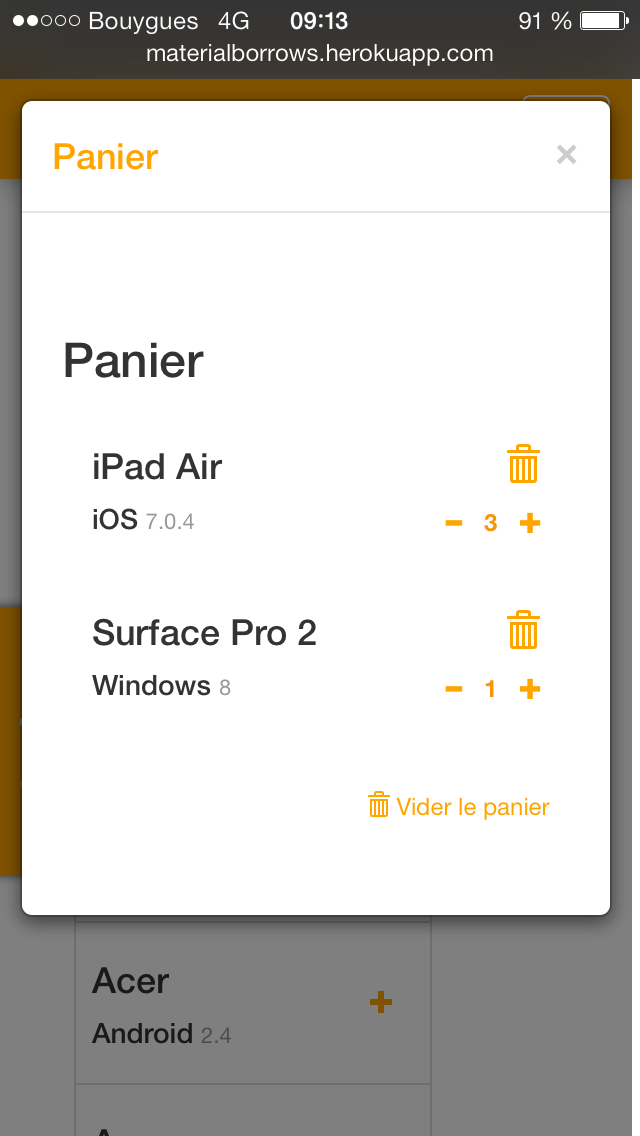 Bouygues 4G 09:13 91 %
materialborrows.herokuapp.com
Panier ×
Panier
iPad Air
iOS 7.0.4 − 3 +
Surface Pro 2
Windows 8 − 1 +
Vider le panier
Acer +
Android 2.4